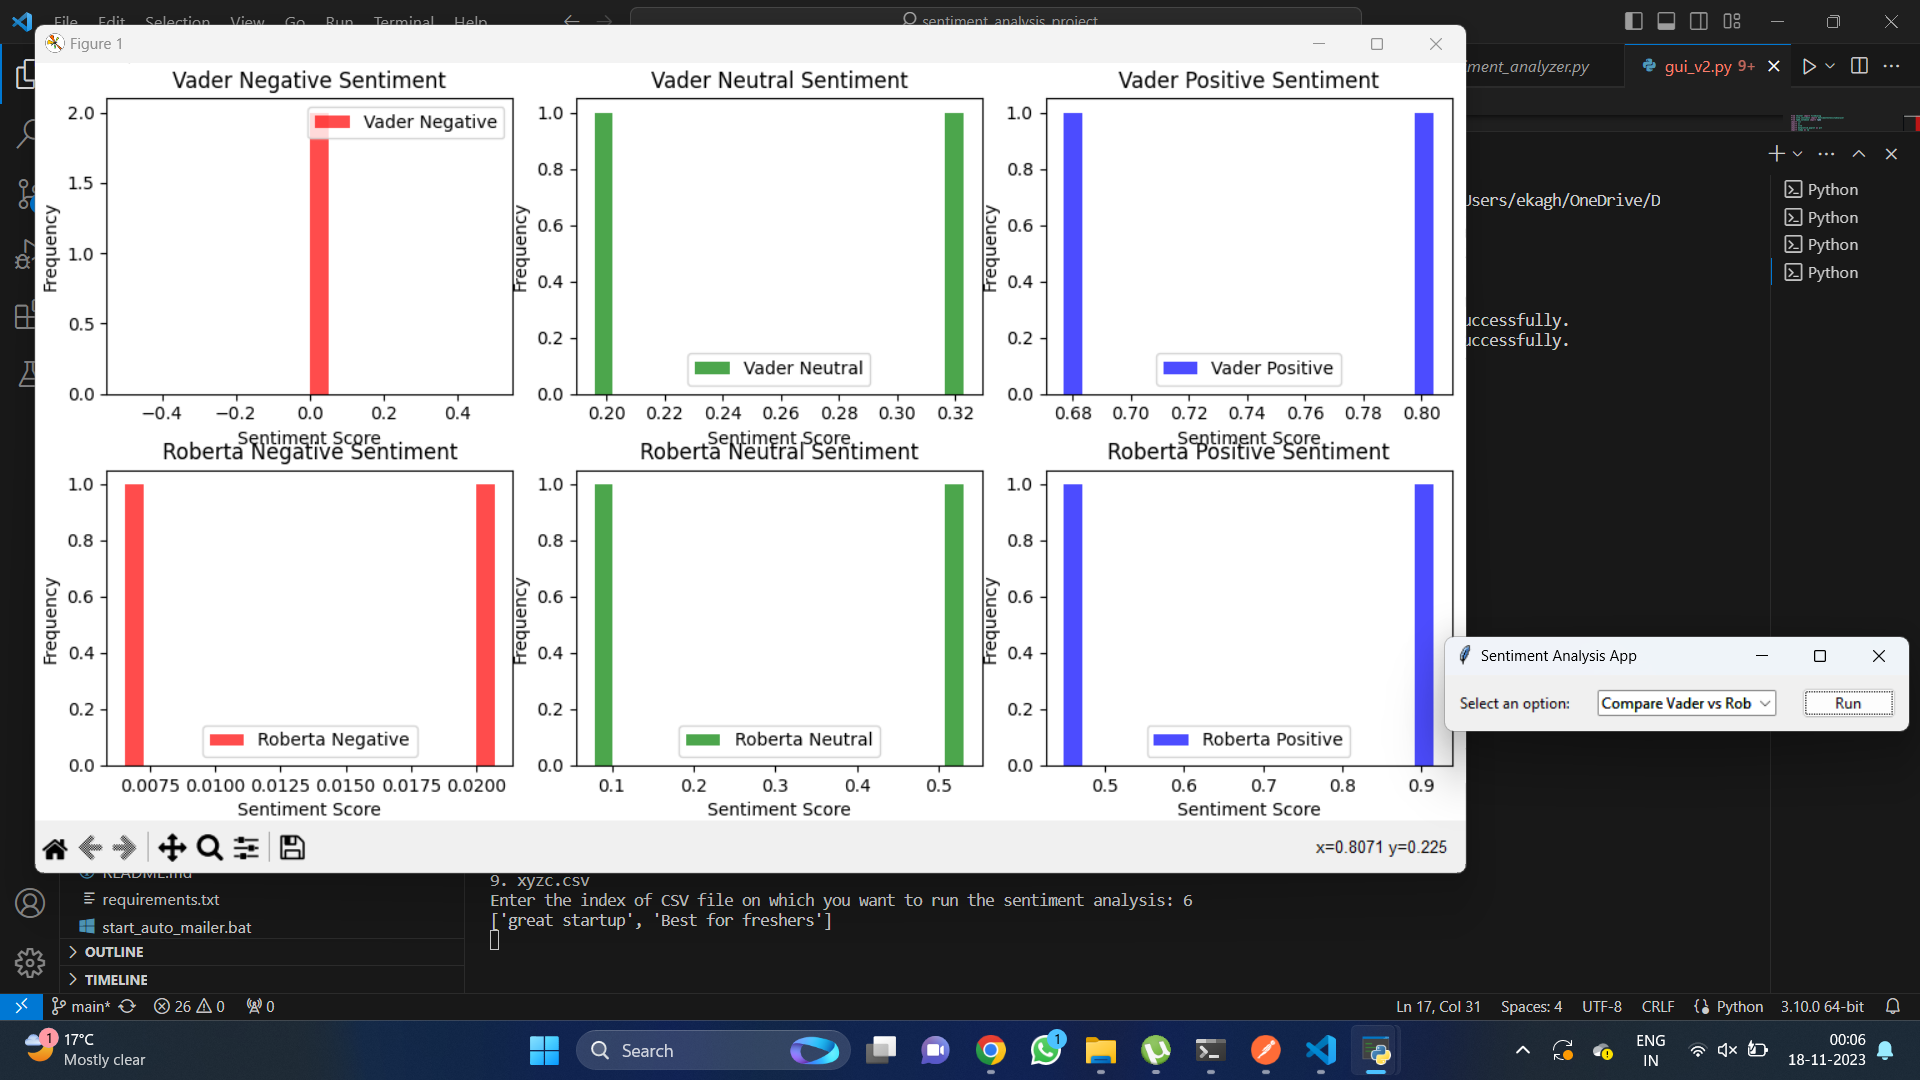 File Edit Selection View Go Run Terminal Help
sentiment_analysis_project
Figure 1
iment_analyzer.py
gui_v2.py 9+
Vader Negative Sentiment
2.0
1.5
1.0
0.5
0.0
Frequency
Vader Negative
−0.4 −0.2 0.0 0.2 0.4
Sentiment Score
Vader Neutral Sentiment
1.0
0.8
0.6
0.4
0.2
0.0
Frequency
Vader Neutral
0.20 0.22 0.24 0.26 0.28 0.30 0.32
Sentiment Score
Vader Positive Sentiment
1.0
0.8
0.6
0.4
0.2
0.0
Frequency
Vader Positive
0.68 0.70 0.72 0.74 0.76 0.78 0.80
Sentiment Score
Roberta Negative Sentiment
1.0
0.8
0.6
0.4
0.2
0.0
Frequency
Roberta Negative
0.0075 0.0100 0.0125 0.0150 0.0175 0.0200
Sentiment Score
Roberta Neutral Sentiment
1.0
0.8
0.6
0.4
0.2
0.0
Frequency
Roberta Neutral
0.1 0.2 0.3 0.4 0.5
Sentiment Score
Roberta Positive Sentiment
1.0
0.8
0.6
0.4
0.2
0.0
Frequency
Roberta Positive
0.5 0.6 0.7 0.8 0.9
Sentiment Score
x=0.8071 y=0.225
Users/ekagh/OneDrive/D
uccessfully.
uccessfully.
Python
Python
Python
Python
Sentiment Analysis App
Select an option: Compare Vader vs Rob Run
README.md
requirements.txt
start_auto_mailer.bat
OUTLINE
TIMELINE
9. xyzc.csv
Enter the index of CSV file on which you want to run the sentiment analysis: 6
['great startup', 'Best for freshers']
main* 26 0 0
Ln 17, Col 31 Spaces: 4 UTF-8 CRLF Python 3.10.0 64-bit
1
17°C
Mostly clear
Search
1
ENG
IN
00:06
18-11-2023